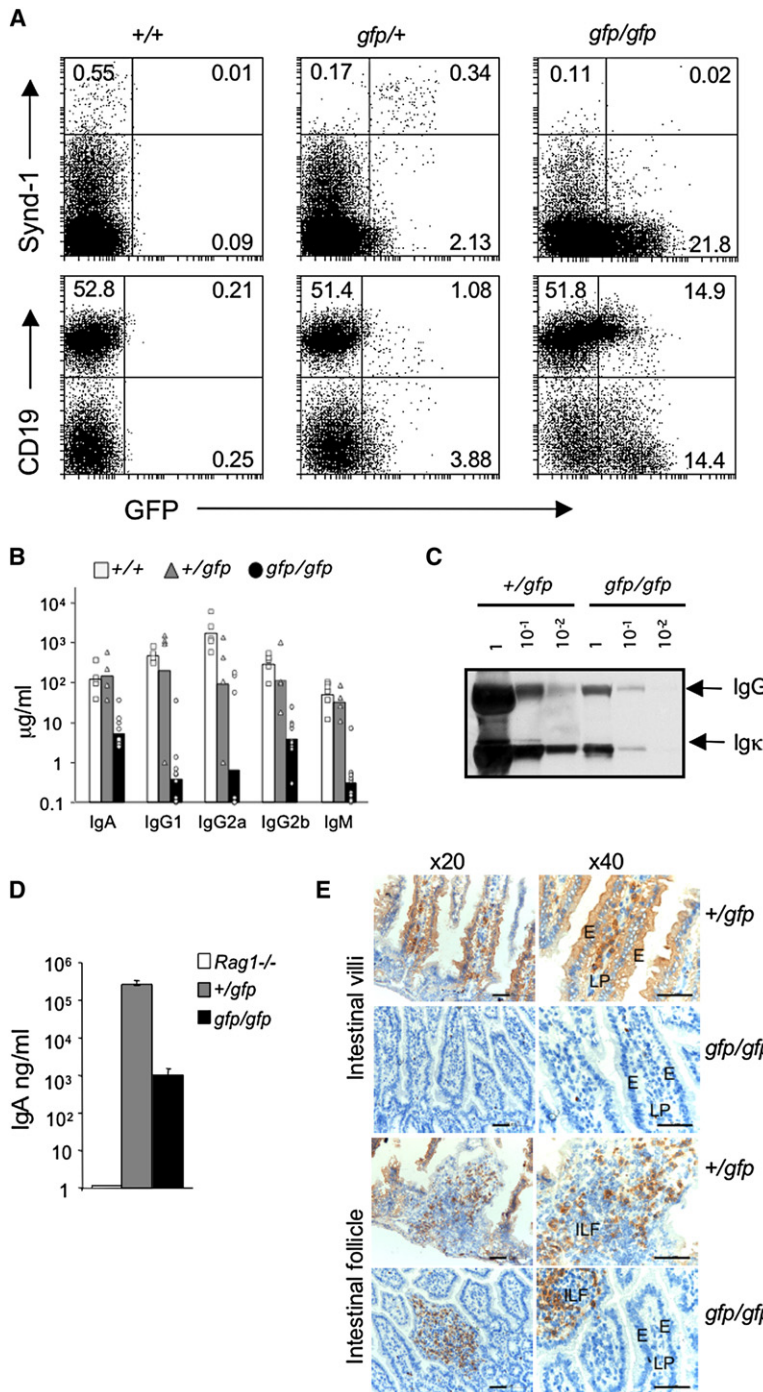 A
+/+ gfp/+ gfp/gfp
Synd-1
0.55 0.01 0.09
0.17 0.34 2.13
0.11 0.02 21.8
CD19
52.8 0.21 0.25
51.4 1.08 3.88
51.8 14.9 14.4
GFP
B
+/+ +/gfp gfp/gfp
µg/ml
10⁴
10³
10²
10
1
0.1
IgA IgG1 IgG2a IgG2b IgM
C
+/gfp gfp/gfp
1 10⁻¹ 10⁻² 1 10⁻¹ 10⁻²
IgG
Igκ
D
IgA ng/ml
10⁶
10⁵
10⁴
10³
10²
10
1
Rag1-/-
+/gfp
gfp/gfp
E
x20 x40
Intestinal villi
E E LP
+/gfp
E E LP
gfp/gfp
Intestinal follicle
ILF
+/gfp
ILF E E LP
gfp/gfp